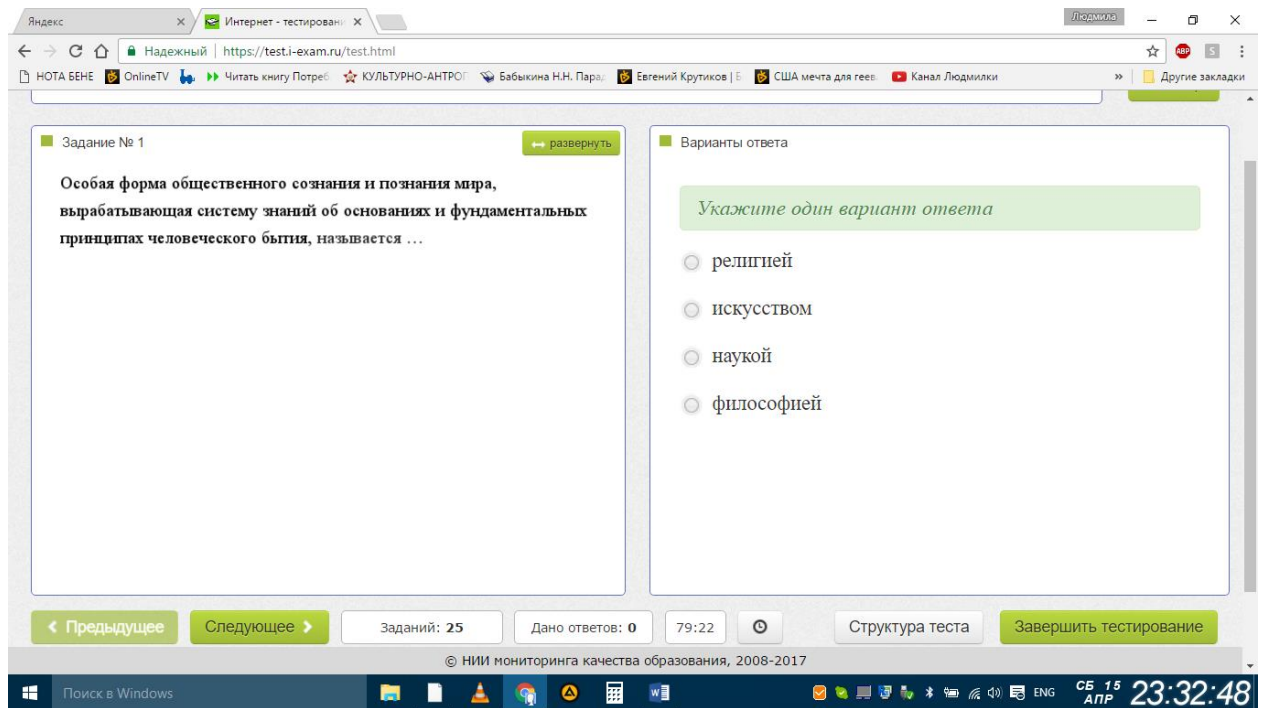 Яндекс
Интернет - тестировани
Людмила
Надежный
https://test.i-exam.ru/test.html
НОТА БЕНЕ
OnlineTV
Читать книгу Потреб
КУЛЬТУРНО-АНТРОГ
Бабыкина Н.Н. Пара
Евгений Крутиков | Б
США мечта для геев
Канал Людмилки
»
Другие закладки
Задание № 1
развернуть
Особая форма общественного сознания и познания мира,
вырабатывающая систему знаний об основаниях и фундаментальных
принципах человеческого бытия, называется …
Варианты ответа
Укажите один вариант ответа
религией
искусством
наукой
философией
Предыдущее
Следующее
Заданий: 25
Дано ответов: 0
79:22
Структура теста
Завершить тестирование
© НИИ мониторинга качества образования, 2008-2017
Поиск в Windows
ENG
СБ 15
АПР
23:32:48